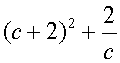 (c + 2)² + 2/c